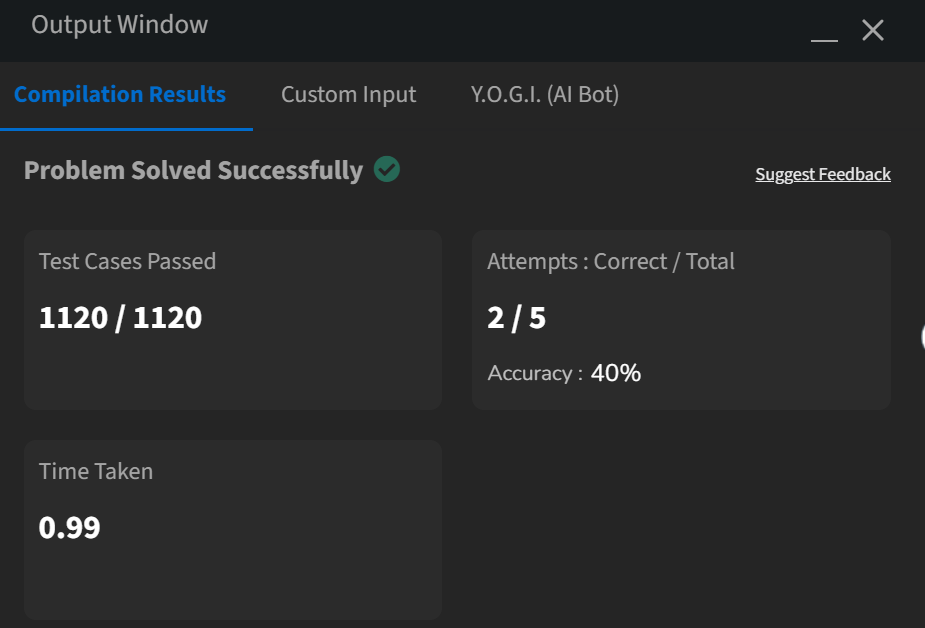 Output Window
Compilation Results Custom Input Y.O.G.I. (AI Bot)
Problem Solved Successfully
Suggest Feedback
Test Cases Passed
1120 / 1120
Attempts : Correct / Total
2 / 5
Accuracy : 40%
Time Taken
0.99